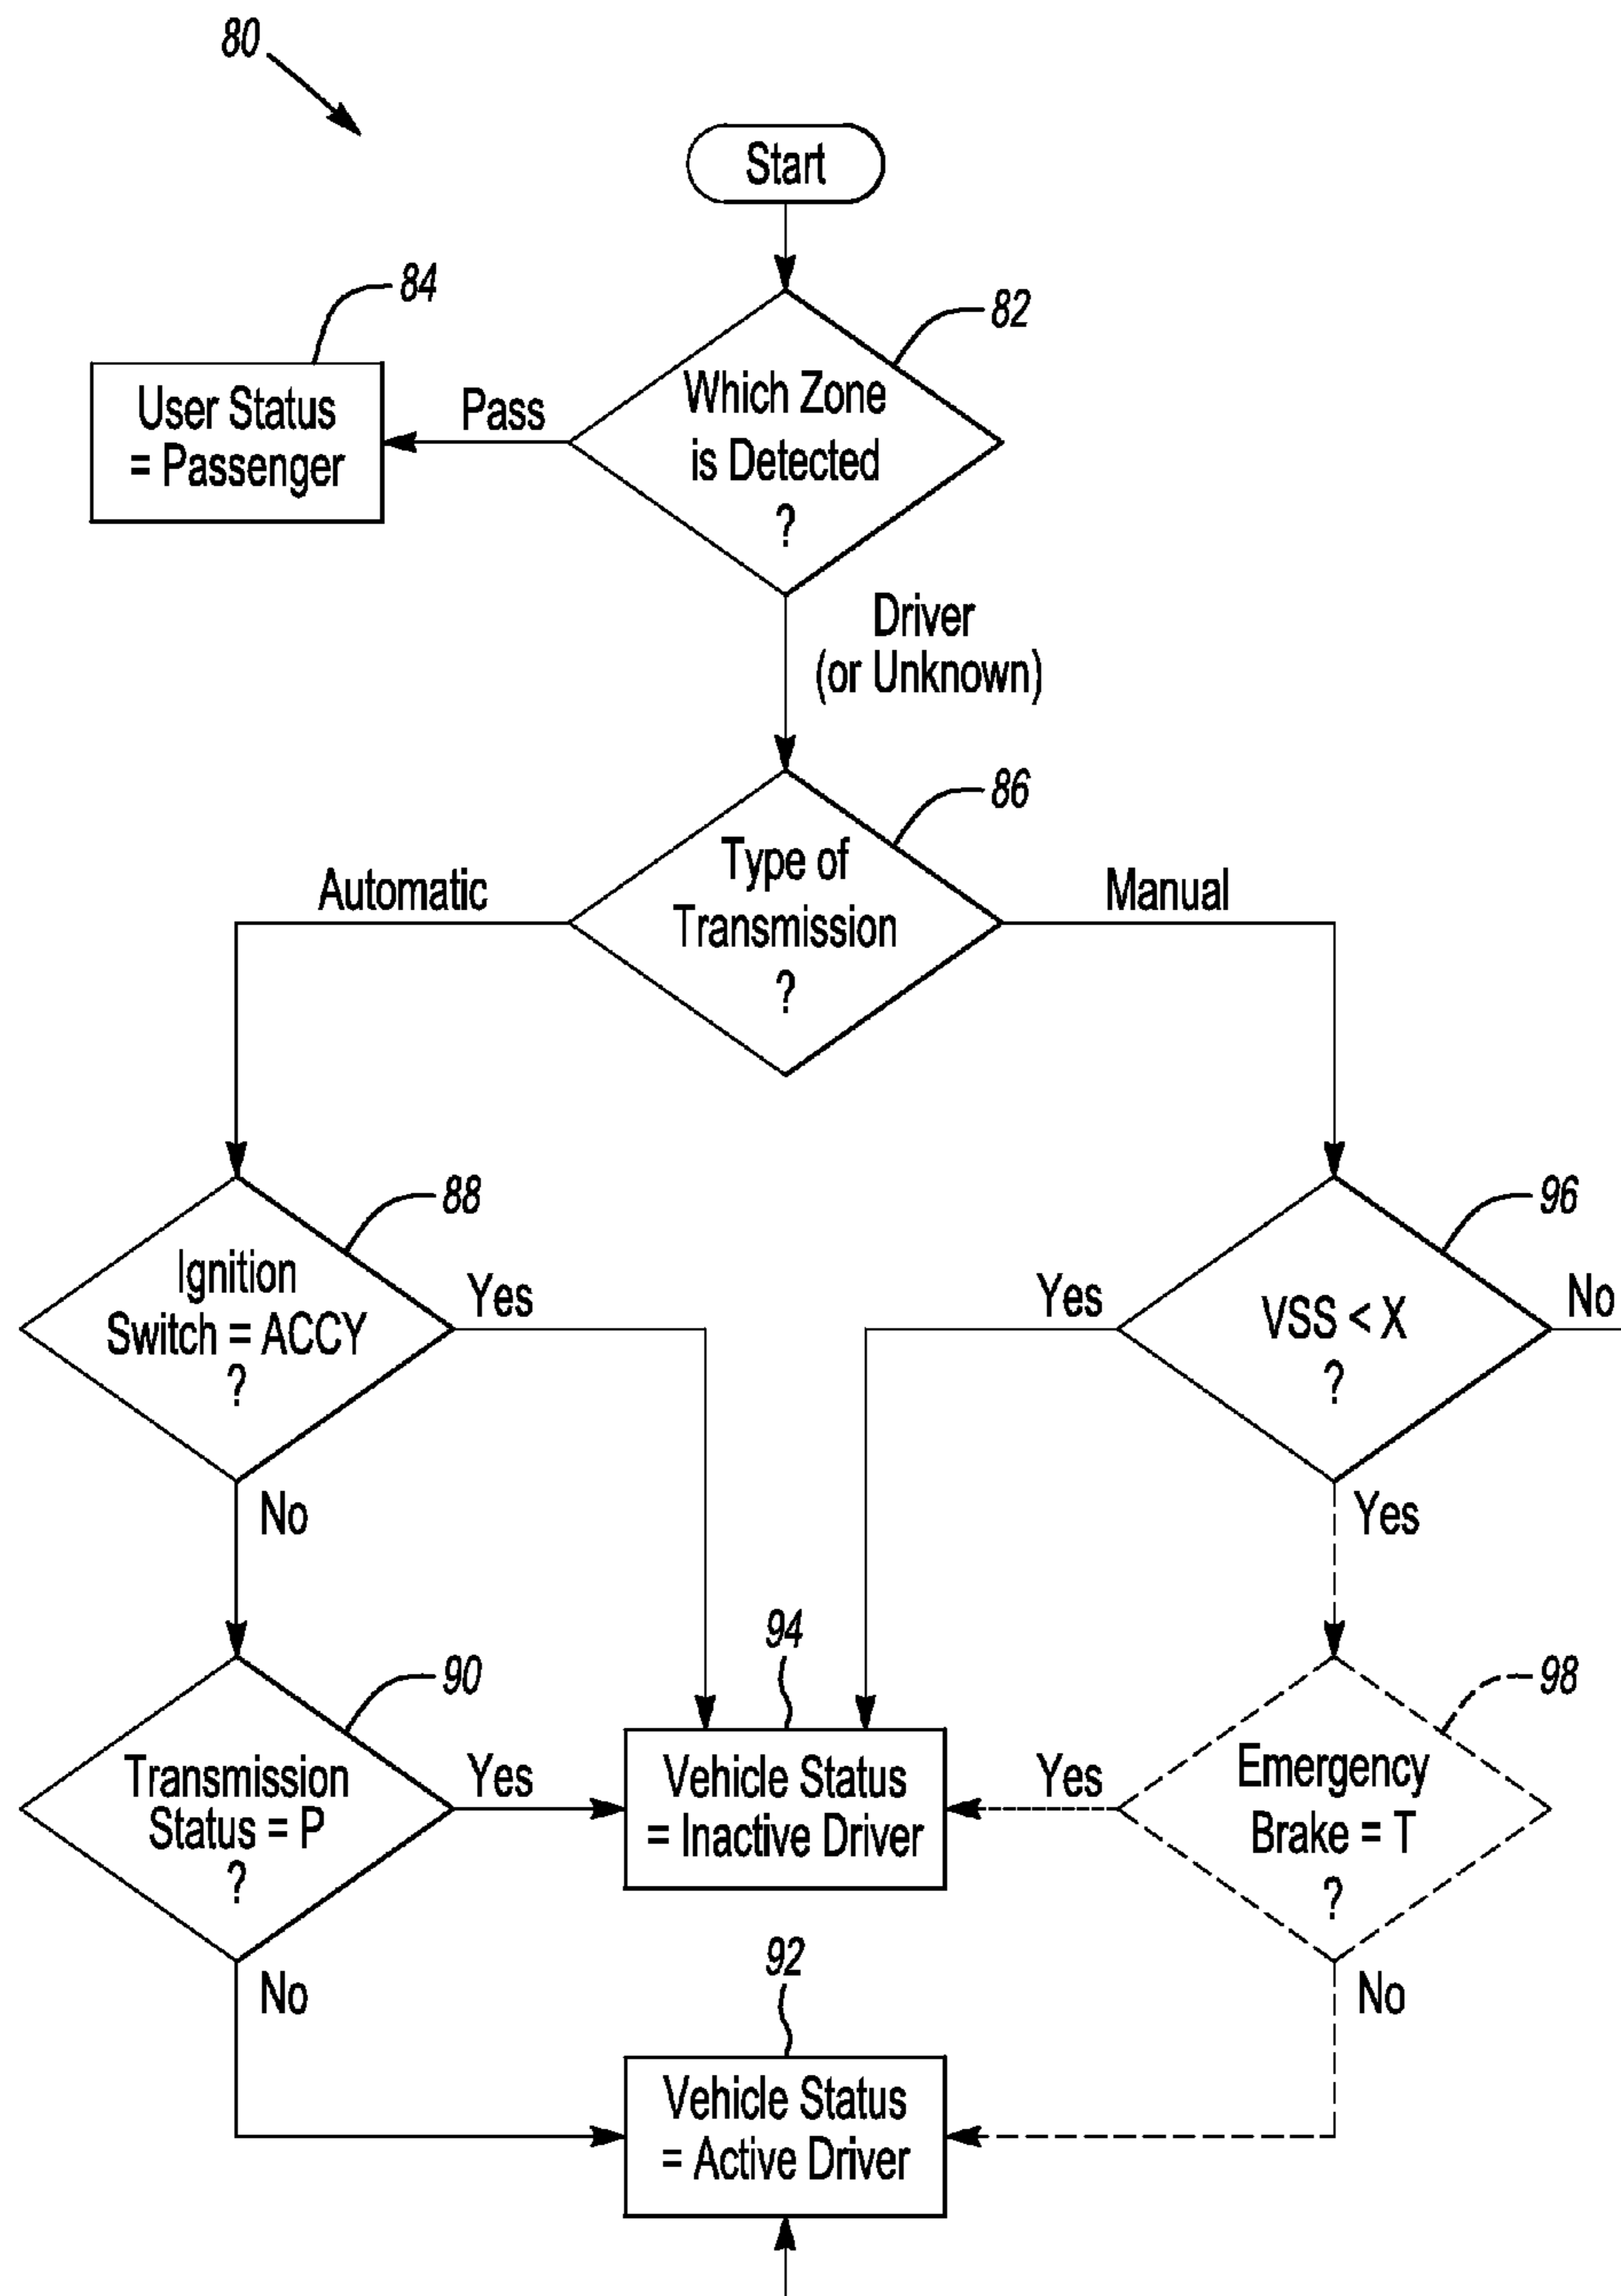 80
Start
84
82
User Status
= Passenger
Pass
Which Zone
is Detected
?
Driver
(or Unknown)
86
Type of
Transmission
?
Automatic
Manual
88
96
Ignition
Switch = ACCY
?
Yes
Yes
VSS < X
?
No
No
Yes
90
94
98
Transmission
Status = P
?
Yes
Vehicle Status
= Inactive Driver
Yes
Emergency
Brake = T
?
No
92
No
Vehicle Status
= Active Driver